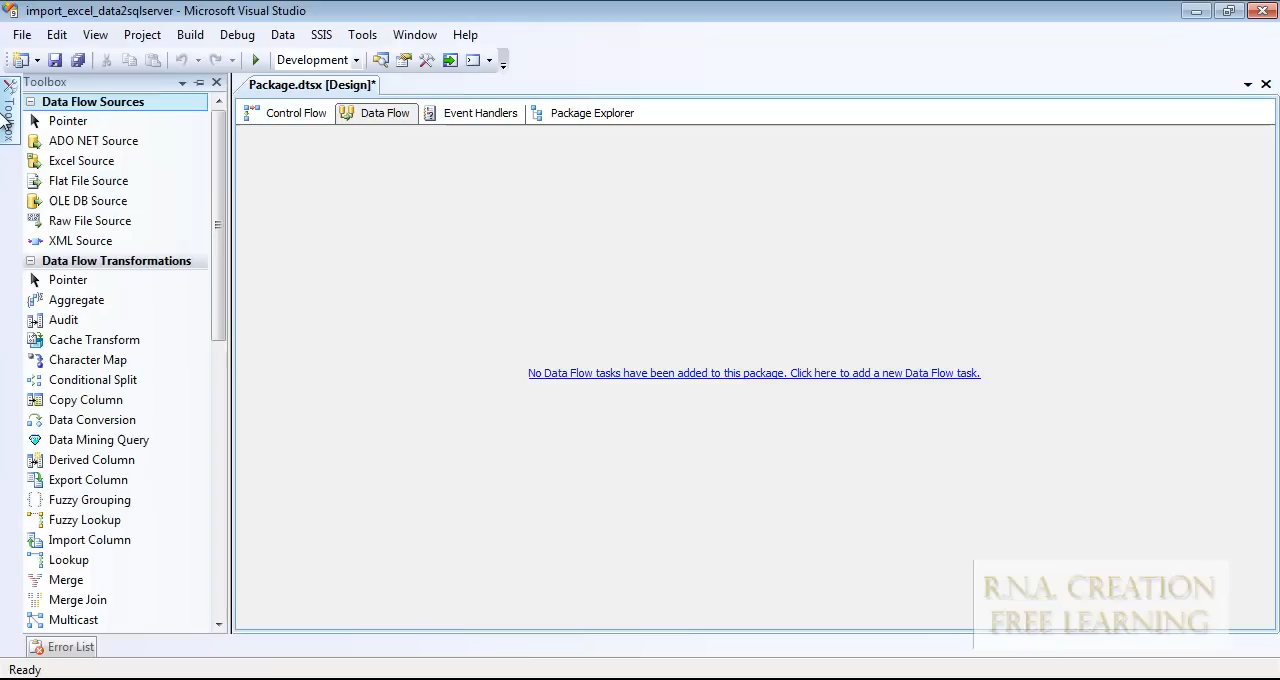 import_excel_data2sqlserver - Microsoft Visual Studio
File Edit View Project Build Debug Data SSIS Tools Window Help
Development
Toolbox
Toolbox
Package.dtsx [Design]*
Control Flow Data Flow Event Handlers Package Explorer
Data Flow Sources
Pointer
ADO NET Source
Excel Source
Flat File Source
OLE DB Source
Raw File Source
XML Source
Data Flow Transformations
Pointer
Aggregate
Audit
Cache Transform
Character Map
Conditional Split
Copy Column
Data Conversion
Data Mining Query
Derived Column
Export Column
Fuzzy Grouping
Fuzzy Lookup
Import Column
Lookup
Merge
Merge Join
Multicast
No Data Flow tasks have been added to this package. Click here to add a new Data Flow task.
R.N.A. CREATION
FREE LEARNING
Error List
Ready